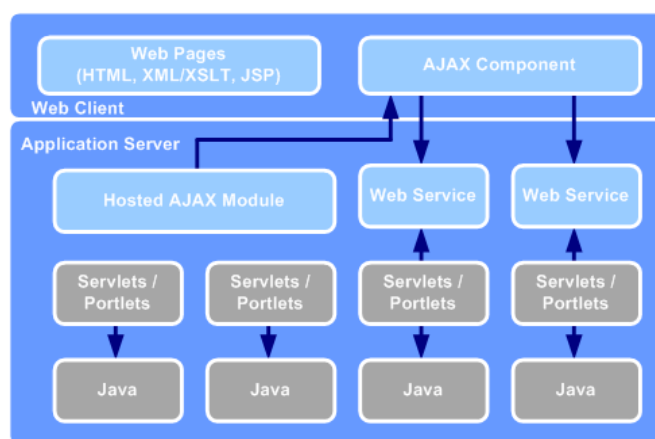 Web Pages
(HTML, XML/XSLT, JSP)
AJAX Component
Web Client
Application Server
Hosted AJAX Module
Web Service
Web Service
Servlets /
Portlets
Servlets /
Portlets
Servlets /
Portlets
Servlets /
Portlets
Java
Java
Java
Java